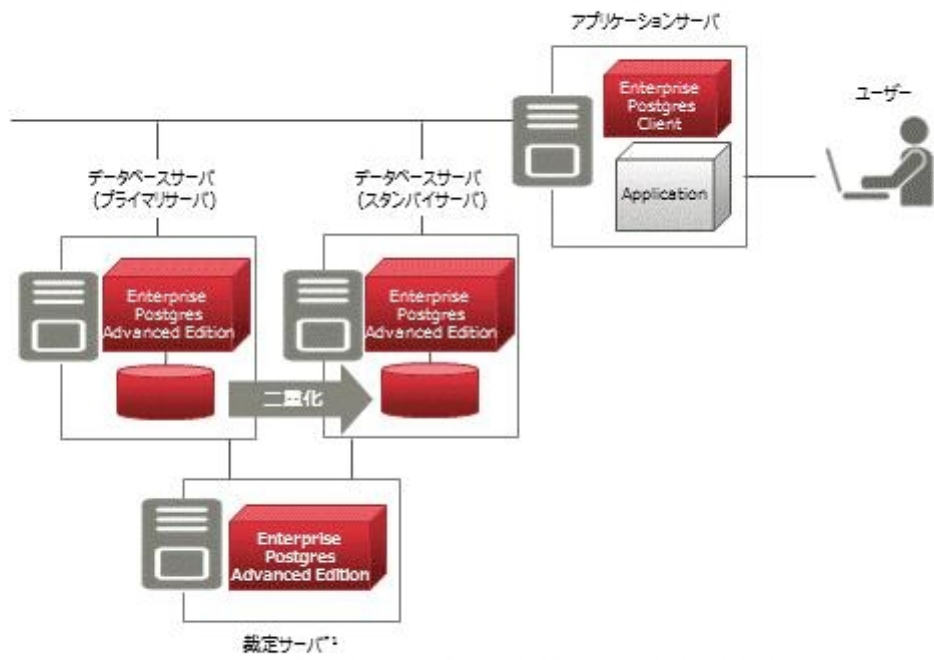 アプリケーションサーバ
Enterprise
Postgres
Client
Application
ユーザー
データベースサーバ
(プライマリサーバ)
Enterprise
Postgres
Advanced Edition
データベースサーバ
(スタンバイサーバ)
Enterprise
Postgres
Advanced Edition
二重化
Enterprise
Postgres
Advanced Edition
裁定サーバ*1